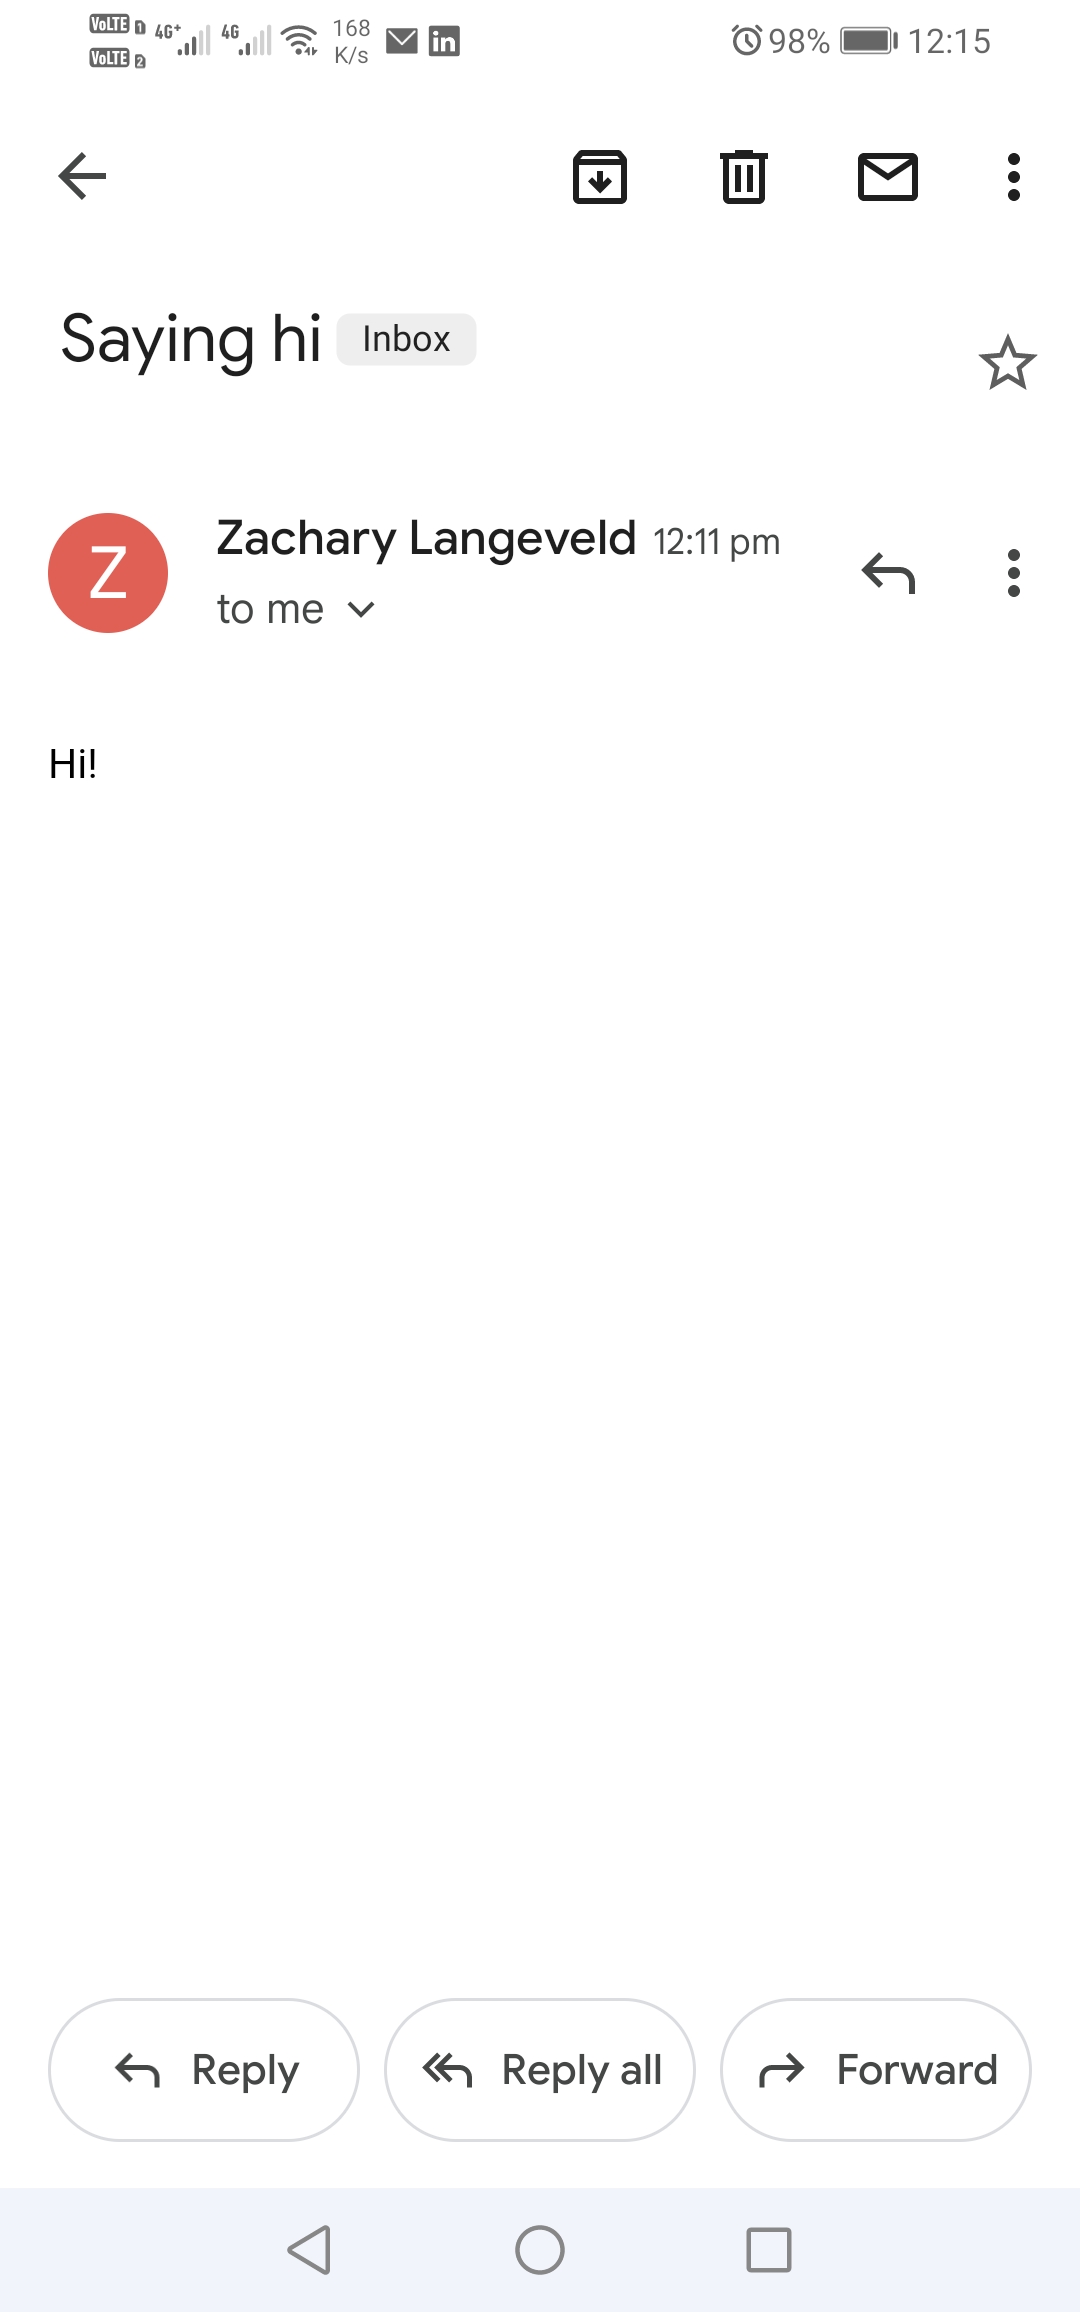 VoLTE 1 4G+ 4G 168 K/s in 98% 12:15
VoLTE 2
Saying hi Inbox
Z Zachary Langeveld 12:11 pm
to me
Hi!
Reply Reply all Forward